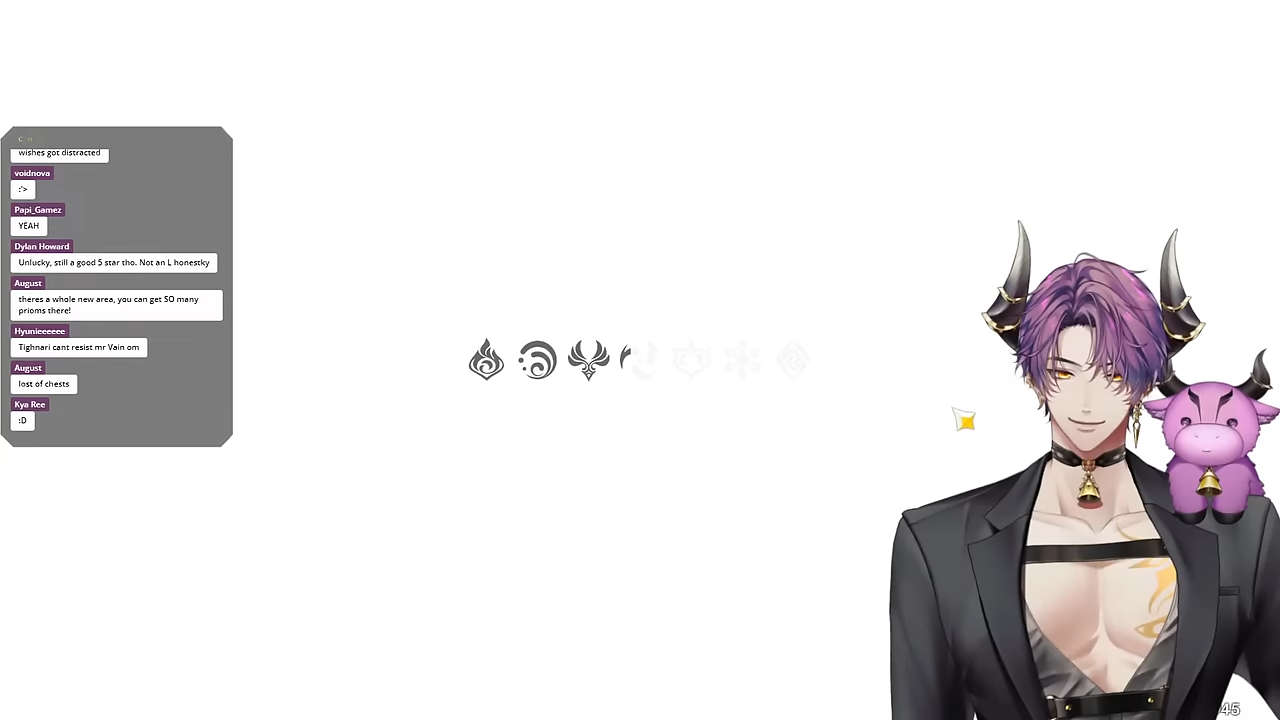 wishes got distracted
voidnova
:'>
Papi_Gamez
YEAH
Dylan Howard
Unlucky, still a good 5 star tho. Not an L honestky
August
theres a whole new area, you can get SO many
prioms there!
Hyunieeeeee
Tighnari cant resist mr Vain om
August
lost of chests
Kya Ree
:D
45